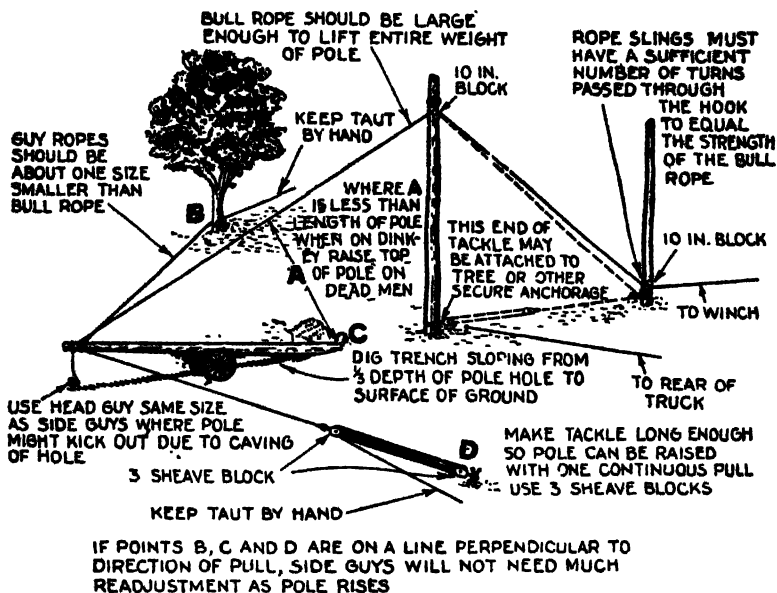 BULL ROPE SHOULD BE LARGE
ENOUGH TO LIFT ENTIRE WEIGHT
OF POLE
10 IN.
BLOCK
ROPE SLINGS MUST
HAVE A SUFFICIENT
NUMBER OF TURNS
PASSED THROUGH
THE HOOK
TO EQUAL
THE STRENGTH
OF THE BULL
ROPE
KEEP TAUT
BY HAND
GUY ROPES
SHOULD BE
ABOUT ONE SIZE
SMALLER THAN
BULL ROPE
B
WHERE A
IS LESS THAN
LENGTH OF POLE
WHEN ON DINK-
EY RAISE TOP
OF POLE ON
DEAD MEN
A
THIS END OF
TACKLE MAY
BE ATTACHED TO
TREE OR OTHER
SECURE ANCHORAGE
10 IN. BLOCK
TO WINCH
C
DIG TRENCH SLOPING FROM
1/3 DEPTH OF POLE HOLE TO
SURFACE OF GROUND
TO REAR OF
TRUCK
USE HEAD GUY SAME SIZE
AS SIDE GUYS WHERE POLE
MIGHT KICK OUT DUE TO CAVING
OF HOLE
3 SHEAVE BLOCK
D
MAKE TACKLE LONG ENOUGH
SO POLE CAN BE RAISED
WITH ONE CONTINUOUS PULL
USE 3 SHEAVE BLOCKS
KEEP TAUT BY HAND
IF POINTS B, C AND D ARE ON A LINE PERPENDICULAR TO
DIRECTION OF PULL, SIDE GUYS WILL NOT NEED MUCH
READJUSTMENT AS POLE RISES